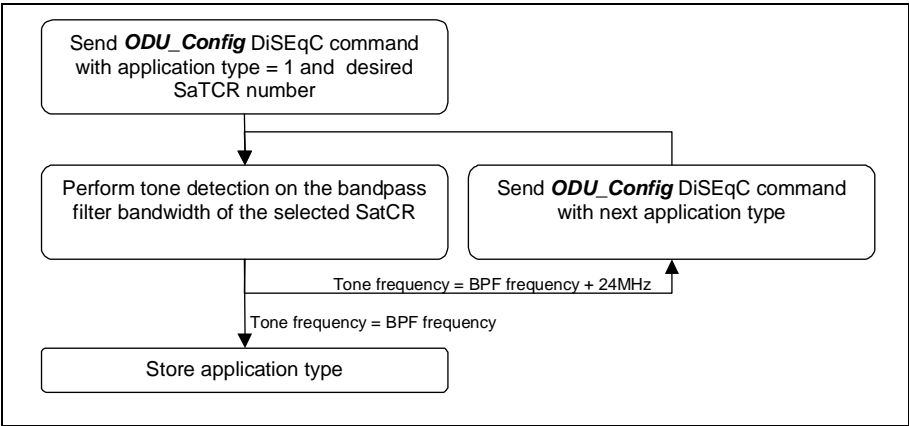 Send ODU_Config DiSEqC command
with application type = 1 and desired
SaTCR number
Perform tone detection on the bandpass
filter bandwidth of the selected SatCR
Send ODU_Config DiSEqC command
with next application type
Tone frequency = BPF frequency + 24MHz
Tone frequency = BPF frequency
Store application type